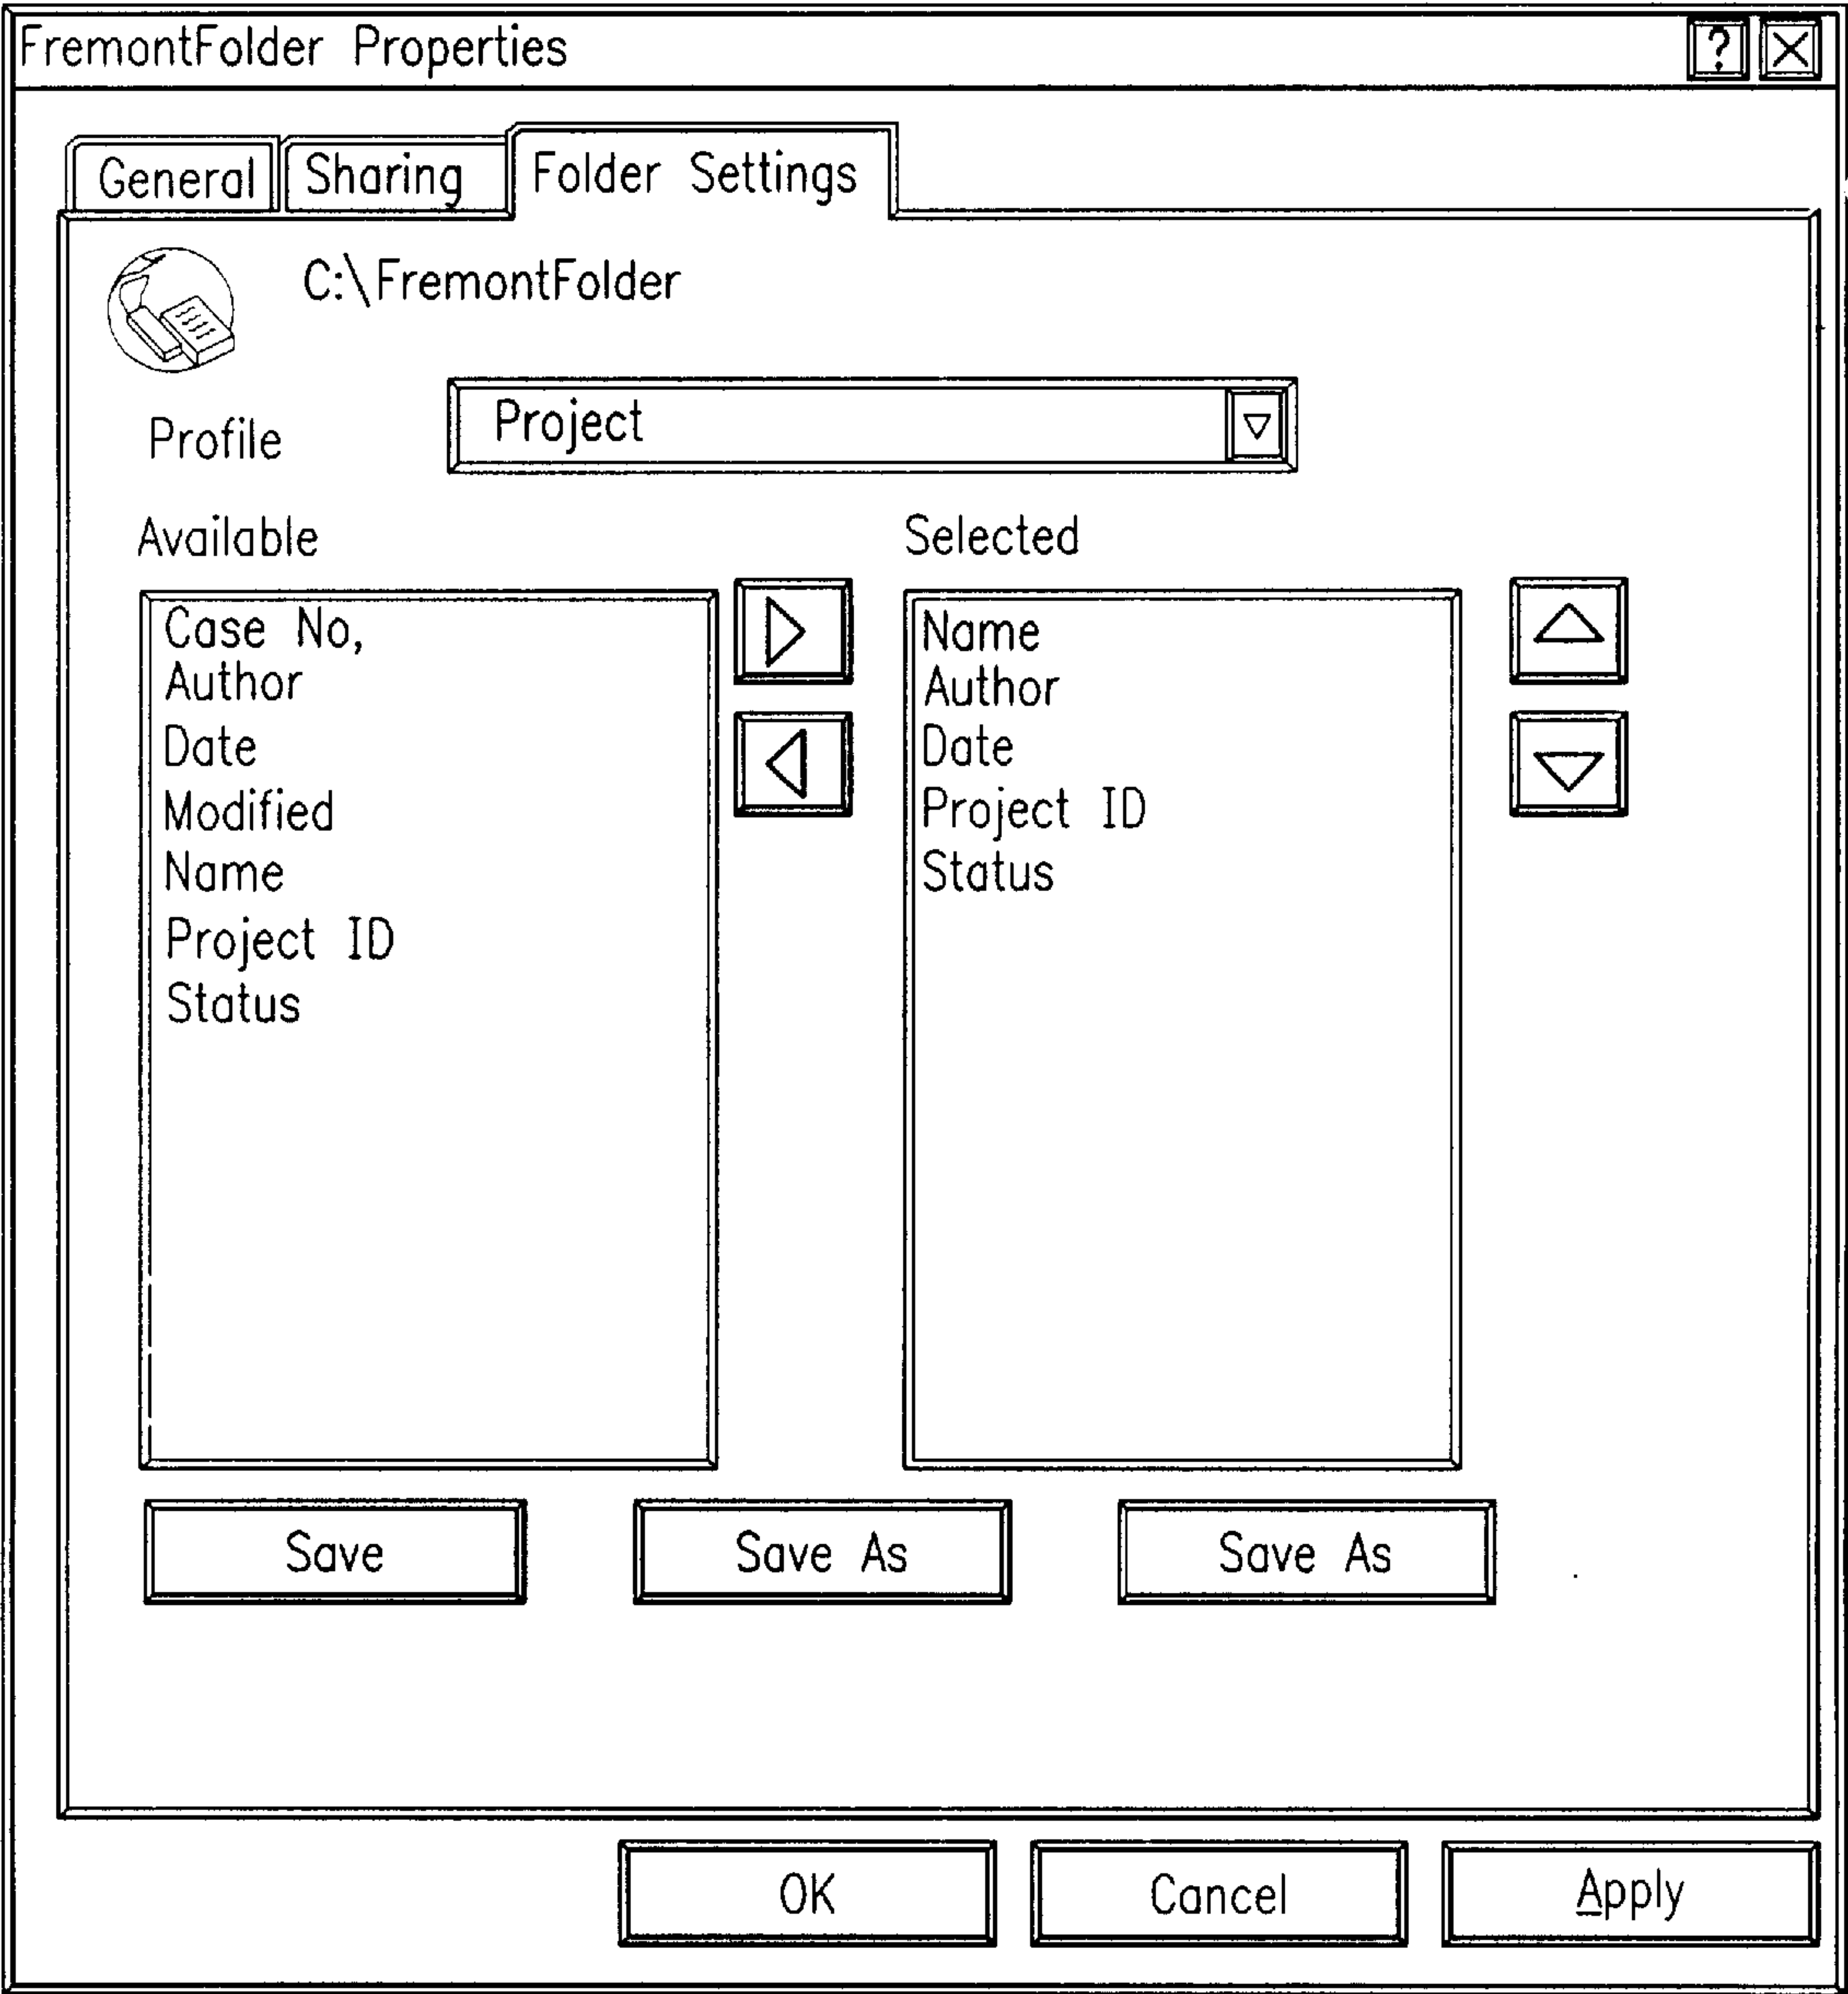 FremontFolder Properties
?
General Sharing Folder Settings
C:\FremontFolder
Profile Project
Available
Case No,
Author
Date
Modified
Name
Project ID
Status
Selected
Name
Author
Date
Project ID
Status
Save Save As Save As
OK Cancel Apply